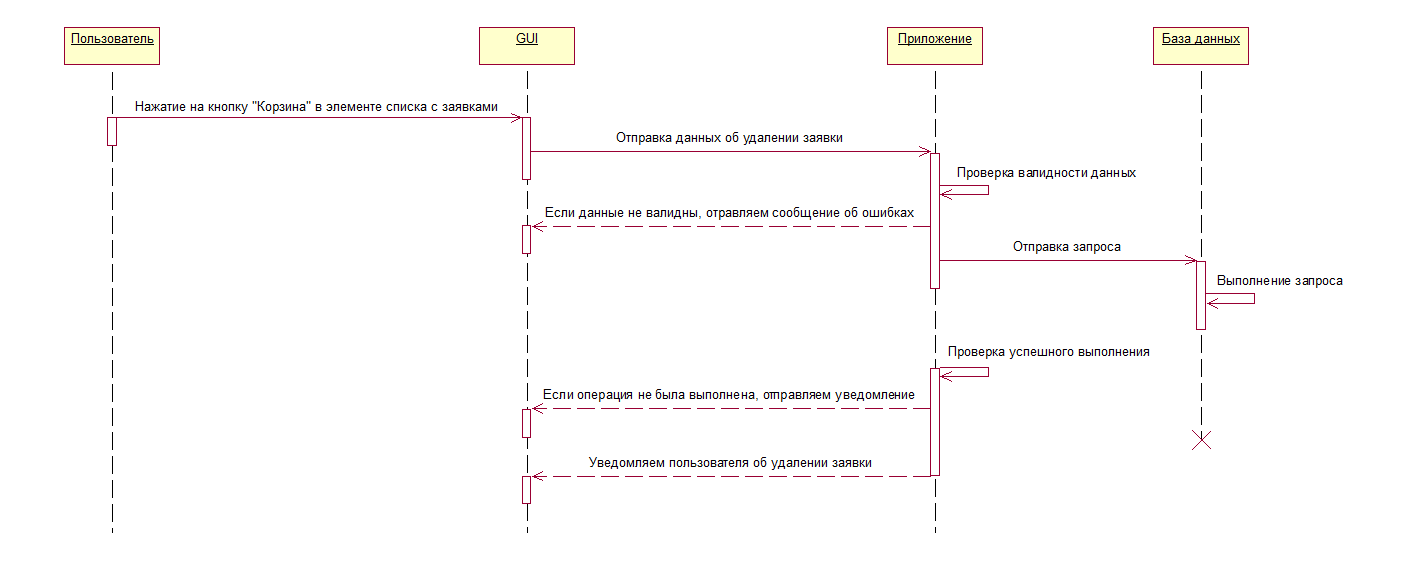 Пользователь
GUI
Приложение
База данных
Нажатие на кнопку "Корзина" в элементе списка с заявками
Отправка данных об удалении заявки
Проверка валидности данных
Если данные не валидны, отравляем сообщение об ошибках
Отправка запроса
Выполнение запроса
Проверка успешного выполнения
Если операция не была выполнена, отправляем уведомление
Уведомляем пользователя об удалении заявки